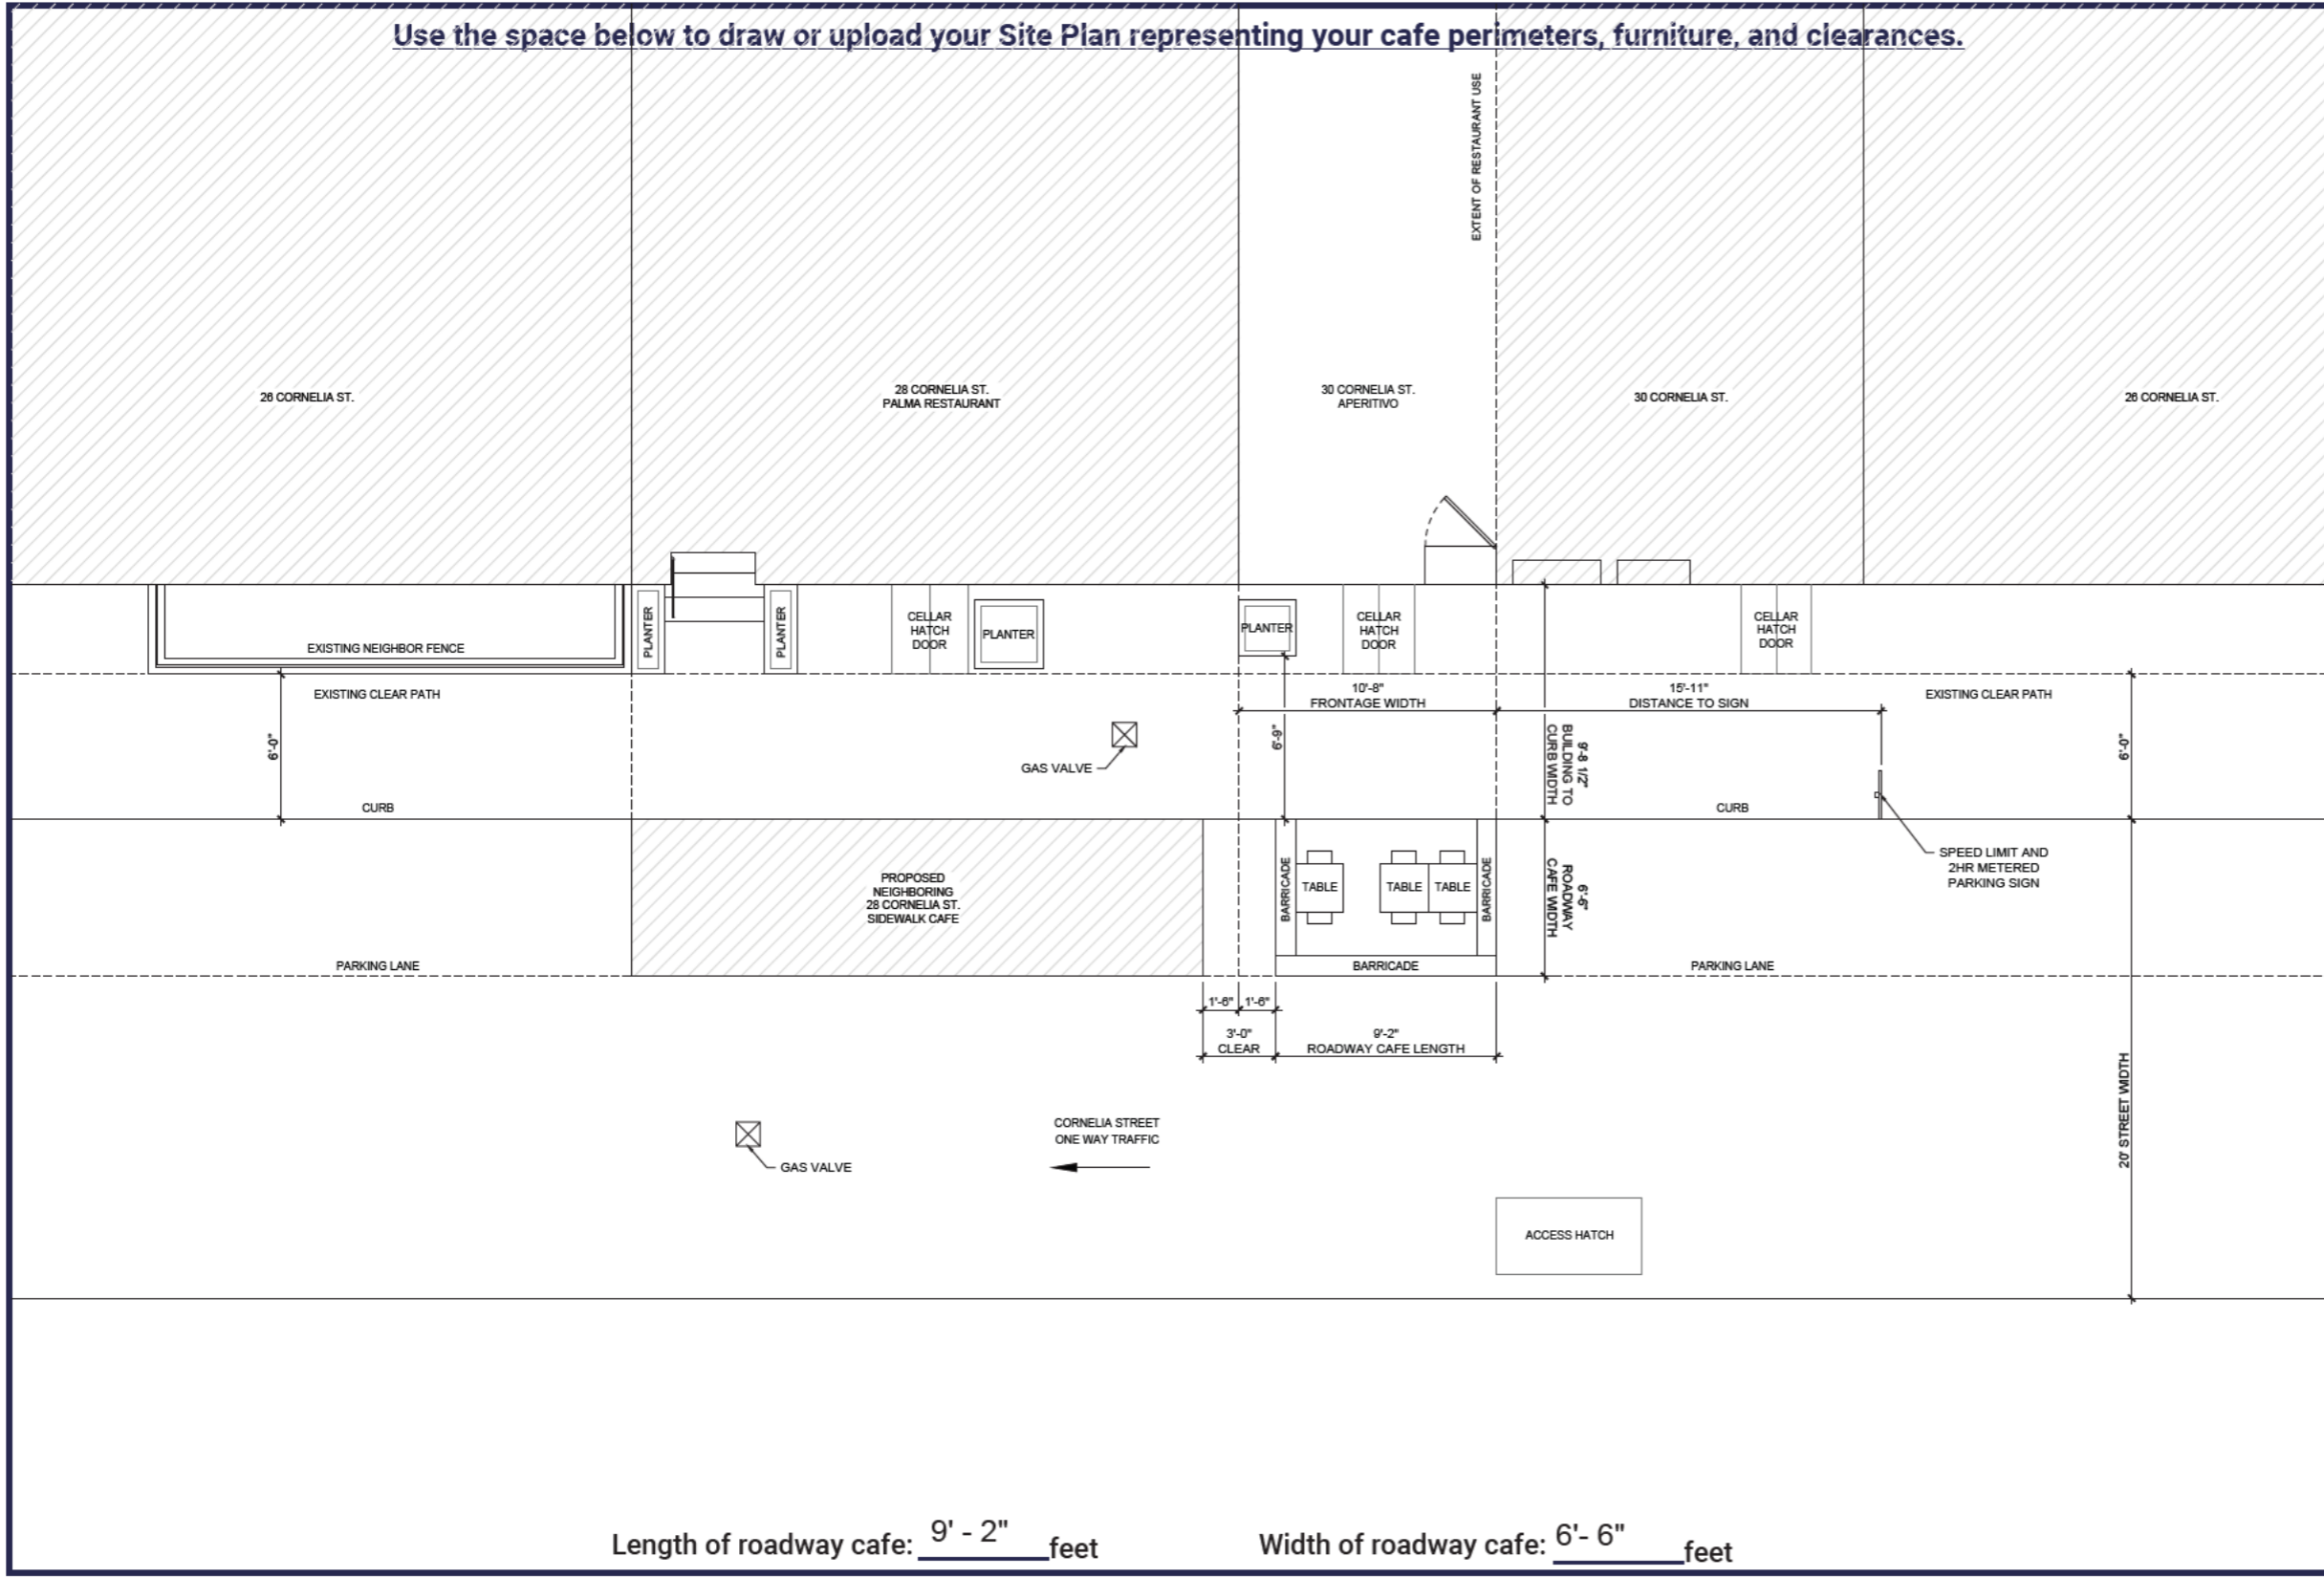 Use the space below to draw or upload your Site Plan representing your cafe perimeters, furniture, and clearances.
EXTENT OF RESTAURANT USE
26 CORNELIA ST.
28 CORNELIA ST.
PALMA RESTAURANT
30 CORNELIA ST.
APERITIVO
30 CORNELIA ST.
26 CORNELIA ST.
EXISTING NEIGHBOR FENCE
PLANTER
PLANTER
CELLAR
HATCH
DOOR
PLANTER
PLANTER
CELLAR
HATCH
DOOR
CELLAR
HATCH
DOOR
EXISTING CLEAR PATH
10'-8"
FRONTAGE WIDTH
15'-11"
DISTANCE TO SIGN
EXISTING CLEAR PATH
6'-0"
GAS VALVE
6'-9"
9'-8 1/2"
BUILDING TO
CURB WIDTH
6'-0"
CURB
CURB
SPEED LIMIT AND
2HR METERED
PARKING SIGN
PROPOSED
NEIGHBORING
28 CORNELIA ST.
SIDEWALK CAFE
BARRICADE
TABLE
TABLE
TABLE
BARRICADE
6'-6"
ROADWAY
CAFE WIDTH
PARKING LANE
BARRICADE
PARKING LANE
1'-6"
1'-6"
3'-0"
CLEAR
9'-2"
ROADWAY CAFE LENGTH
20' STREET WIDTH
CORNELIA STREET
ONE WAY TRAFFIC
GAS VALVE
ACCESS HATCH
Length of roadway cafe: 9' - 2" feet
Width of roadway cafe: 6'- 6" feet